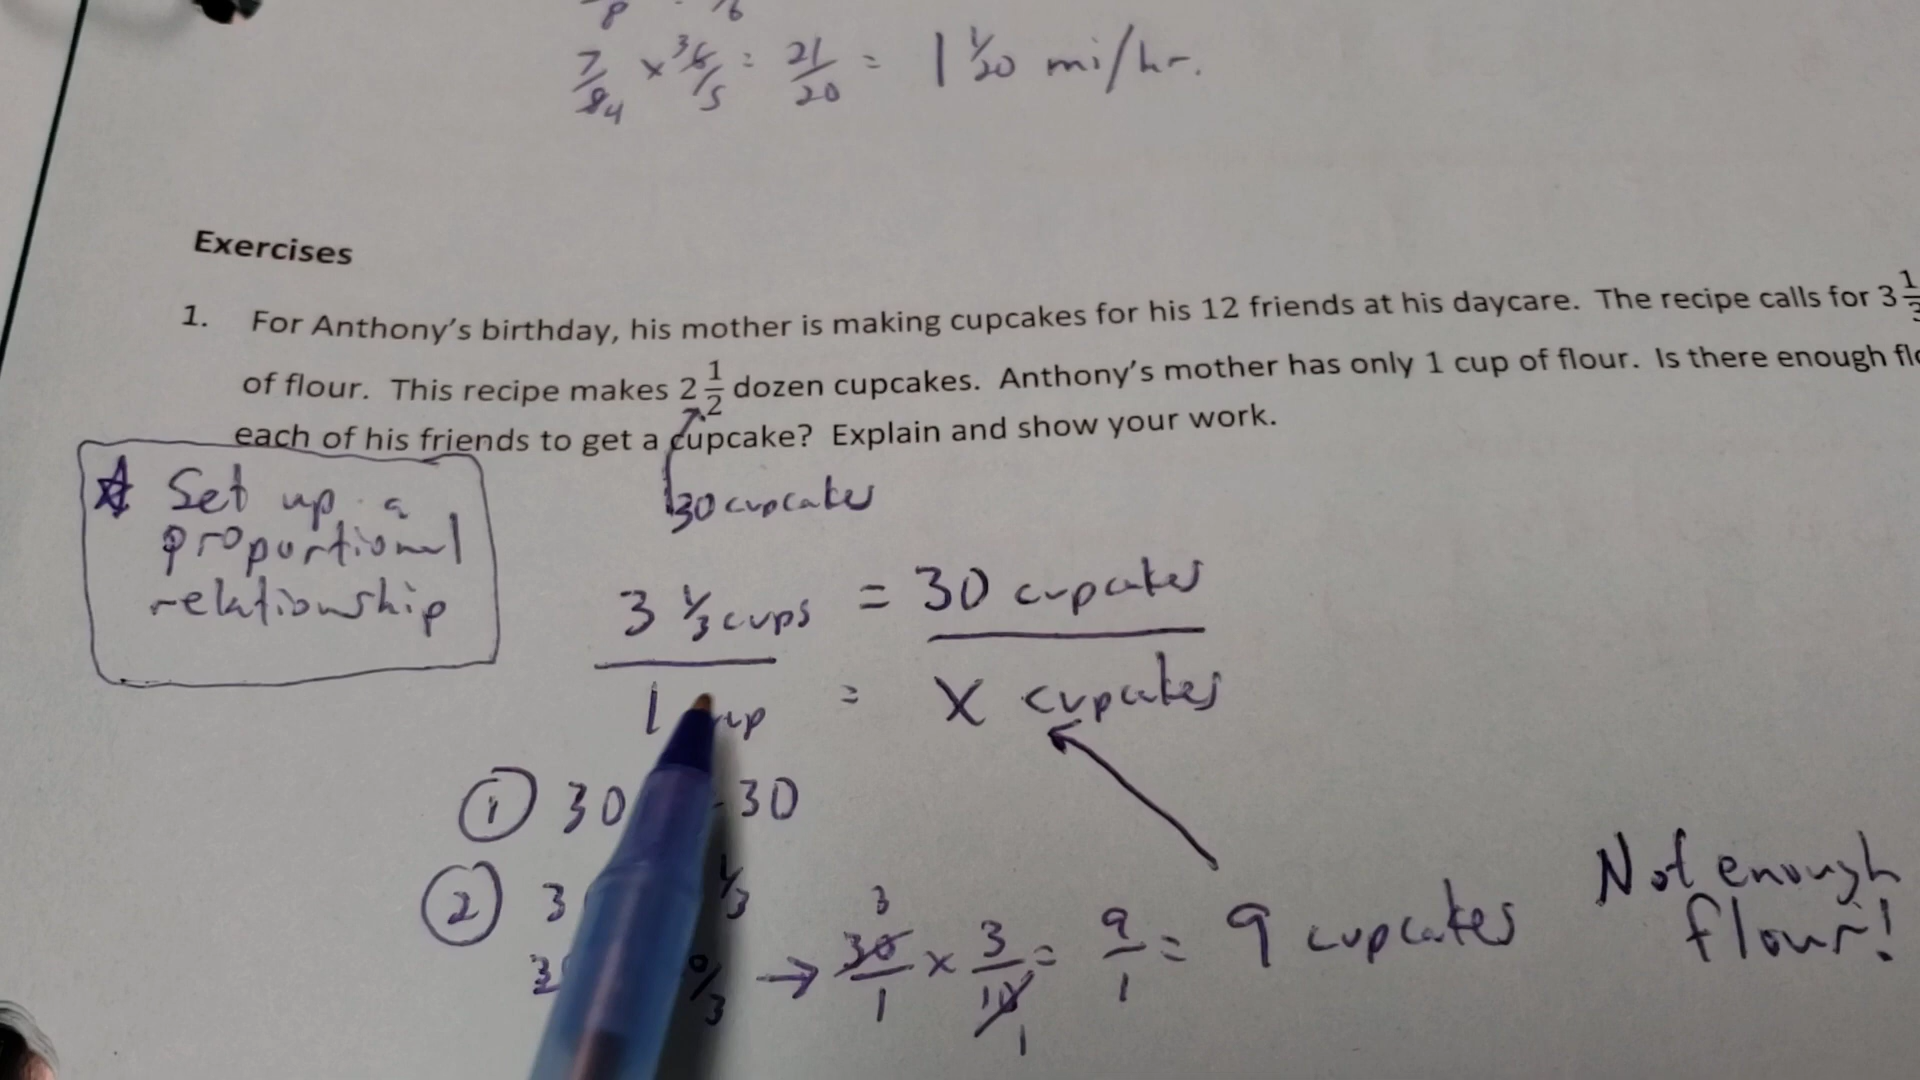 7/84 x 36/5 = 21/20 = 1 1/20 mi/hr.
Exercises
1. For Anthony's birthday, his mother is making cupcakes for his 12 friends at his daycare. The recipe calls for 3 1/3
of flour. This recipe makes 2 1/2 dozen cupcakes. Anthony's mother has only 1 cup of flour. Is there enough
each of his friends to get a cupcake? Explain and show your work.
☆ Set up a
proportional
relationship
30 cupcakes
3 1/3 cups = 30 cupcakes
1 = x cupcakes
① 30 30
② 3 1/3
→ 30/1 x 3/10 = 9/1 = 9 cupcakes
3
1
Not enough
flour!